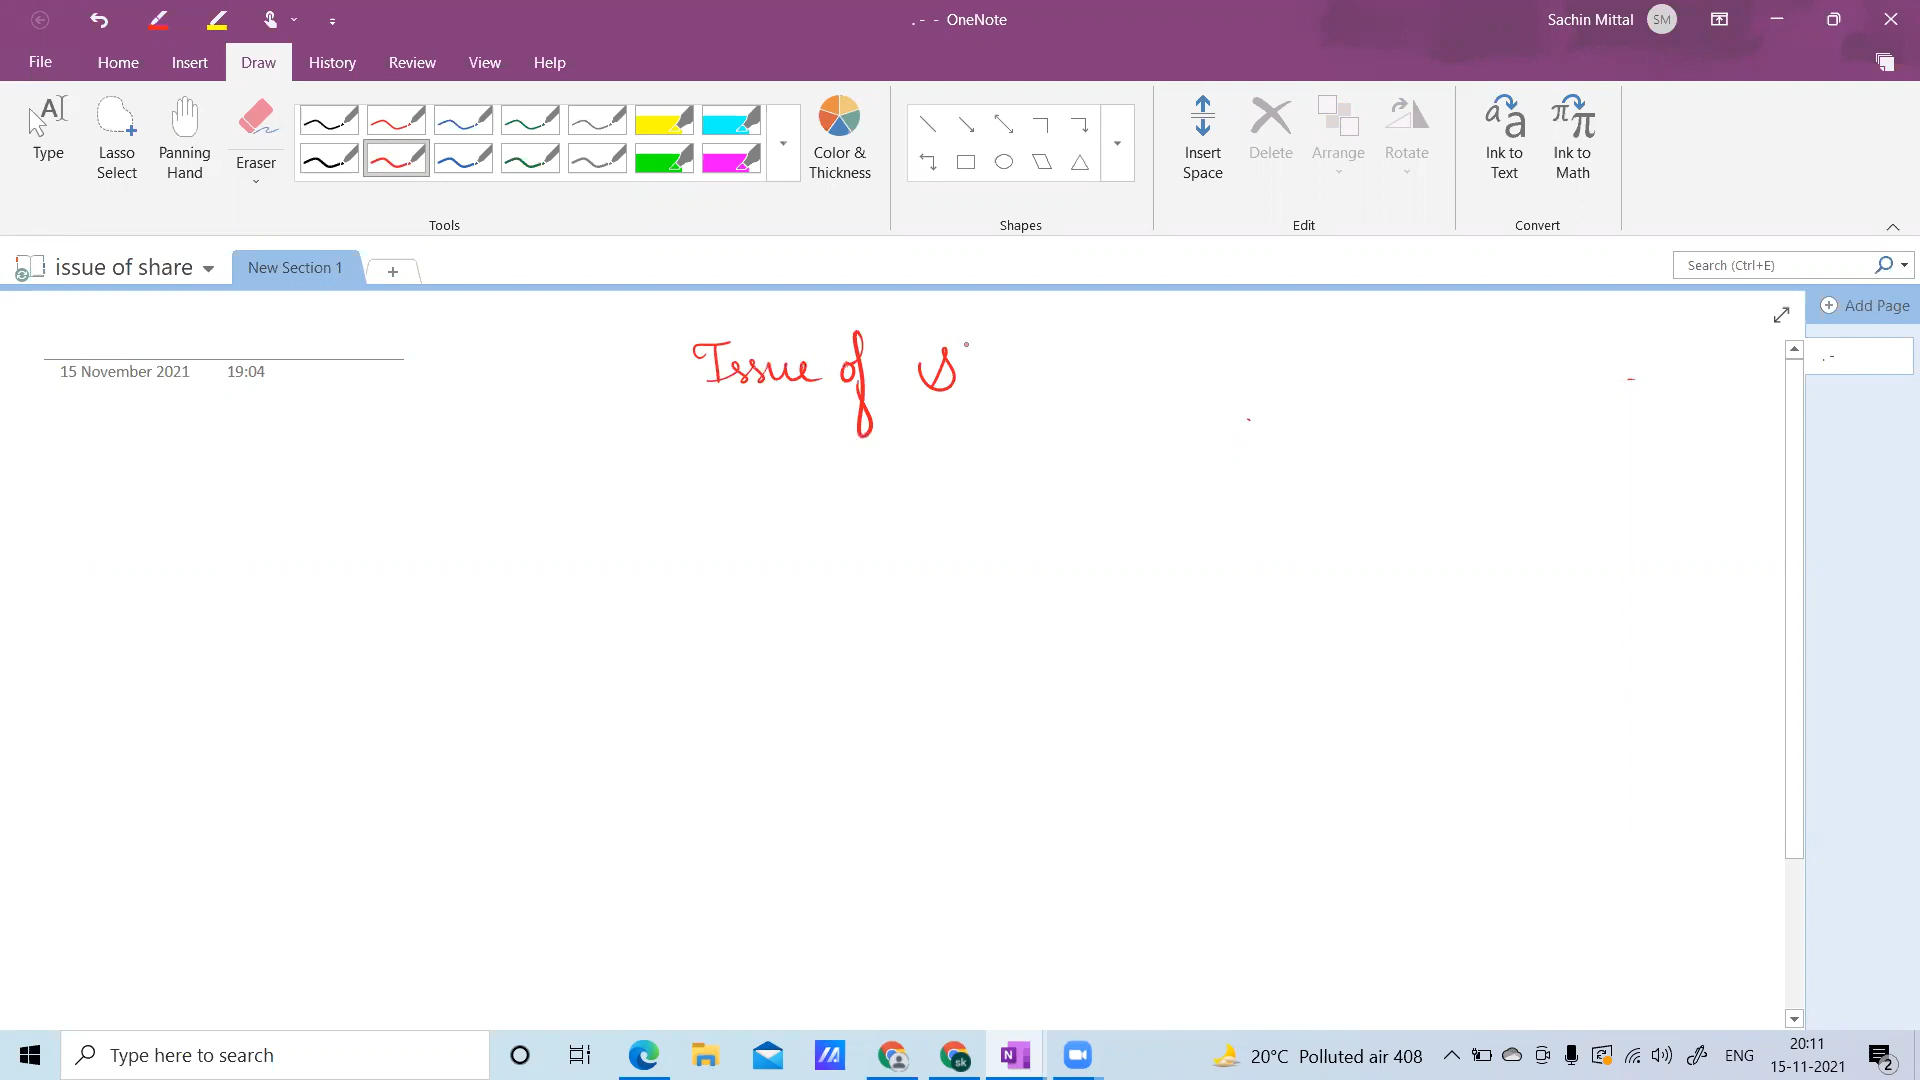 . - - OneNote
Sachin Mittal SM
File Home Insert Draw History Review View Help
Type
Lasso Select
Panning Hand
Eraser
Color & Thickness
Insert Space
Delete
Arrange
Rotate
Ink to Text
Ink to Math
Tools Shapes Edit Convert
issue of share New Section 1 + Search (Ctrl+E)
Add Page
. -
Issue of S
15 November 2021 19:04
Type here to search
20°C Polluted air 408 ENG
20:11
15-11-2021
2